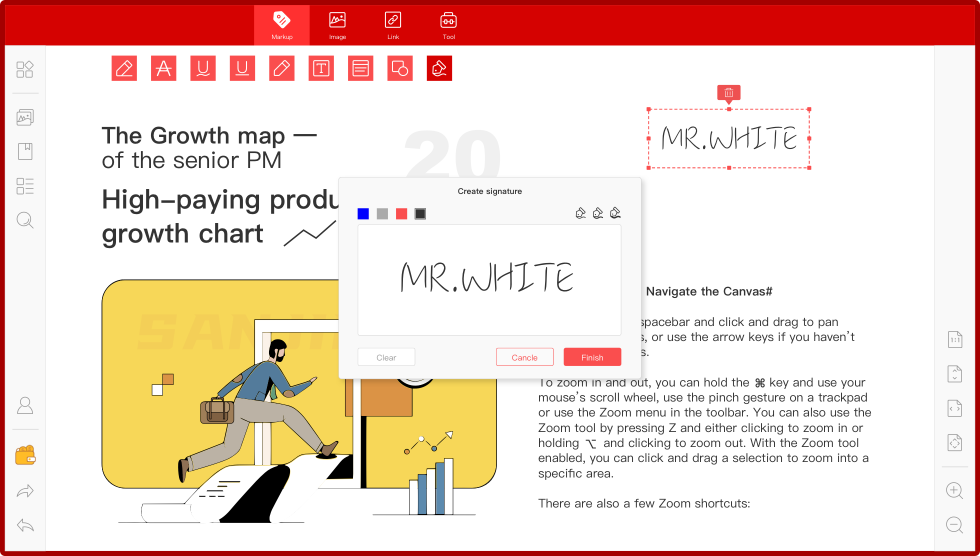 Markup
Image
Link
Tool
The Growth map —
of the senior PM
20
High-paying produ
growth chart
MR.WHITE
Create signature
MR.WHITE
Clear
Cancle
Finish
SAN
Navigate the Canvas#
spacebar and click and drag to pan
, or use the arrow keys if you haven't
s.
To zoom in and out, you can hold the ⌘ key and use your
mouse's scroll wheel, use the pinch gesture on a trackpad
or use the Zoom menu in the toolbar. You can also use the
Zoom tool by pressing Z and either clicking to zoom in or
holding ⌥ and clicking to zoom out. With the Zoom tool
enabled, you can click and drag a selection to zoom into a
specific area.
There are also a few Zoom shortcuts:
1:1